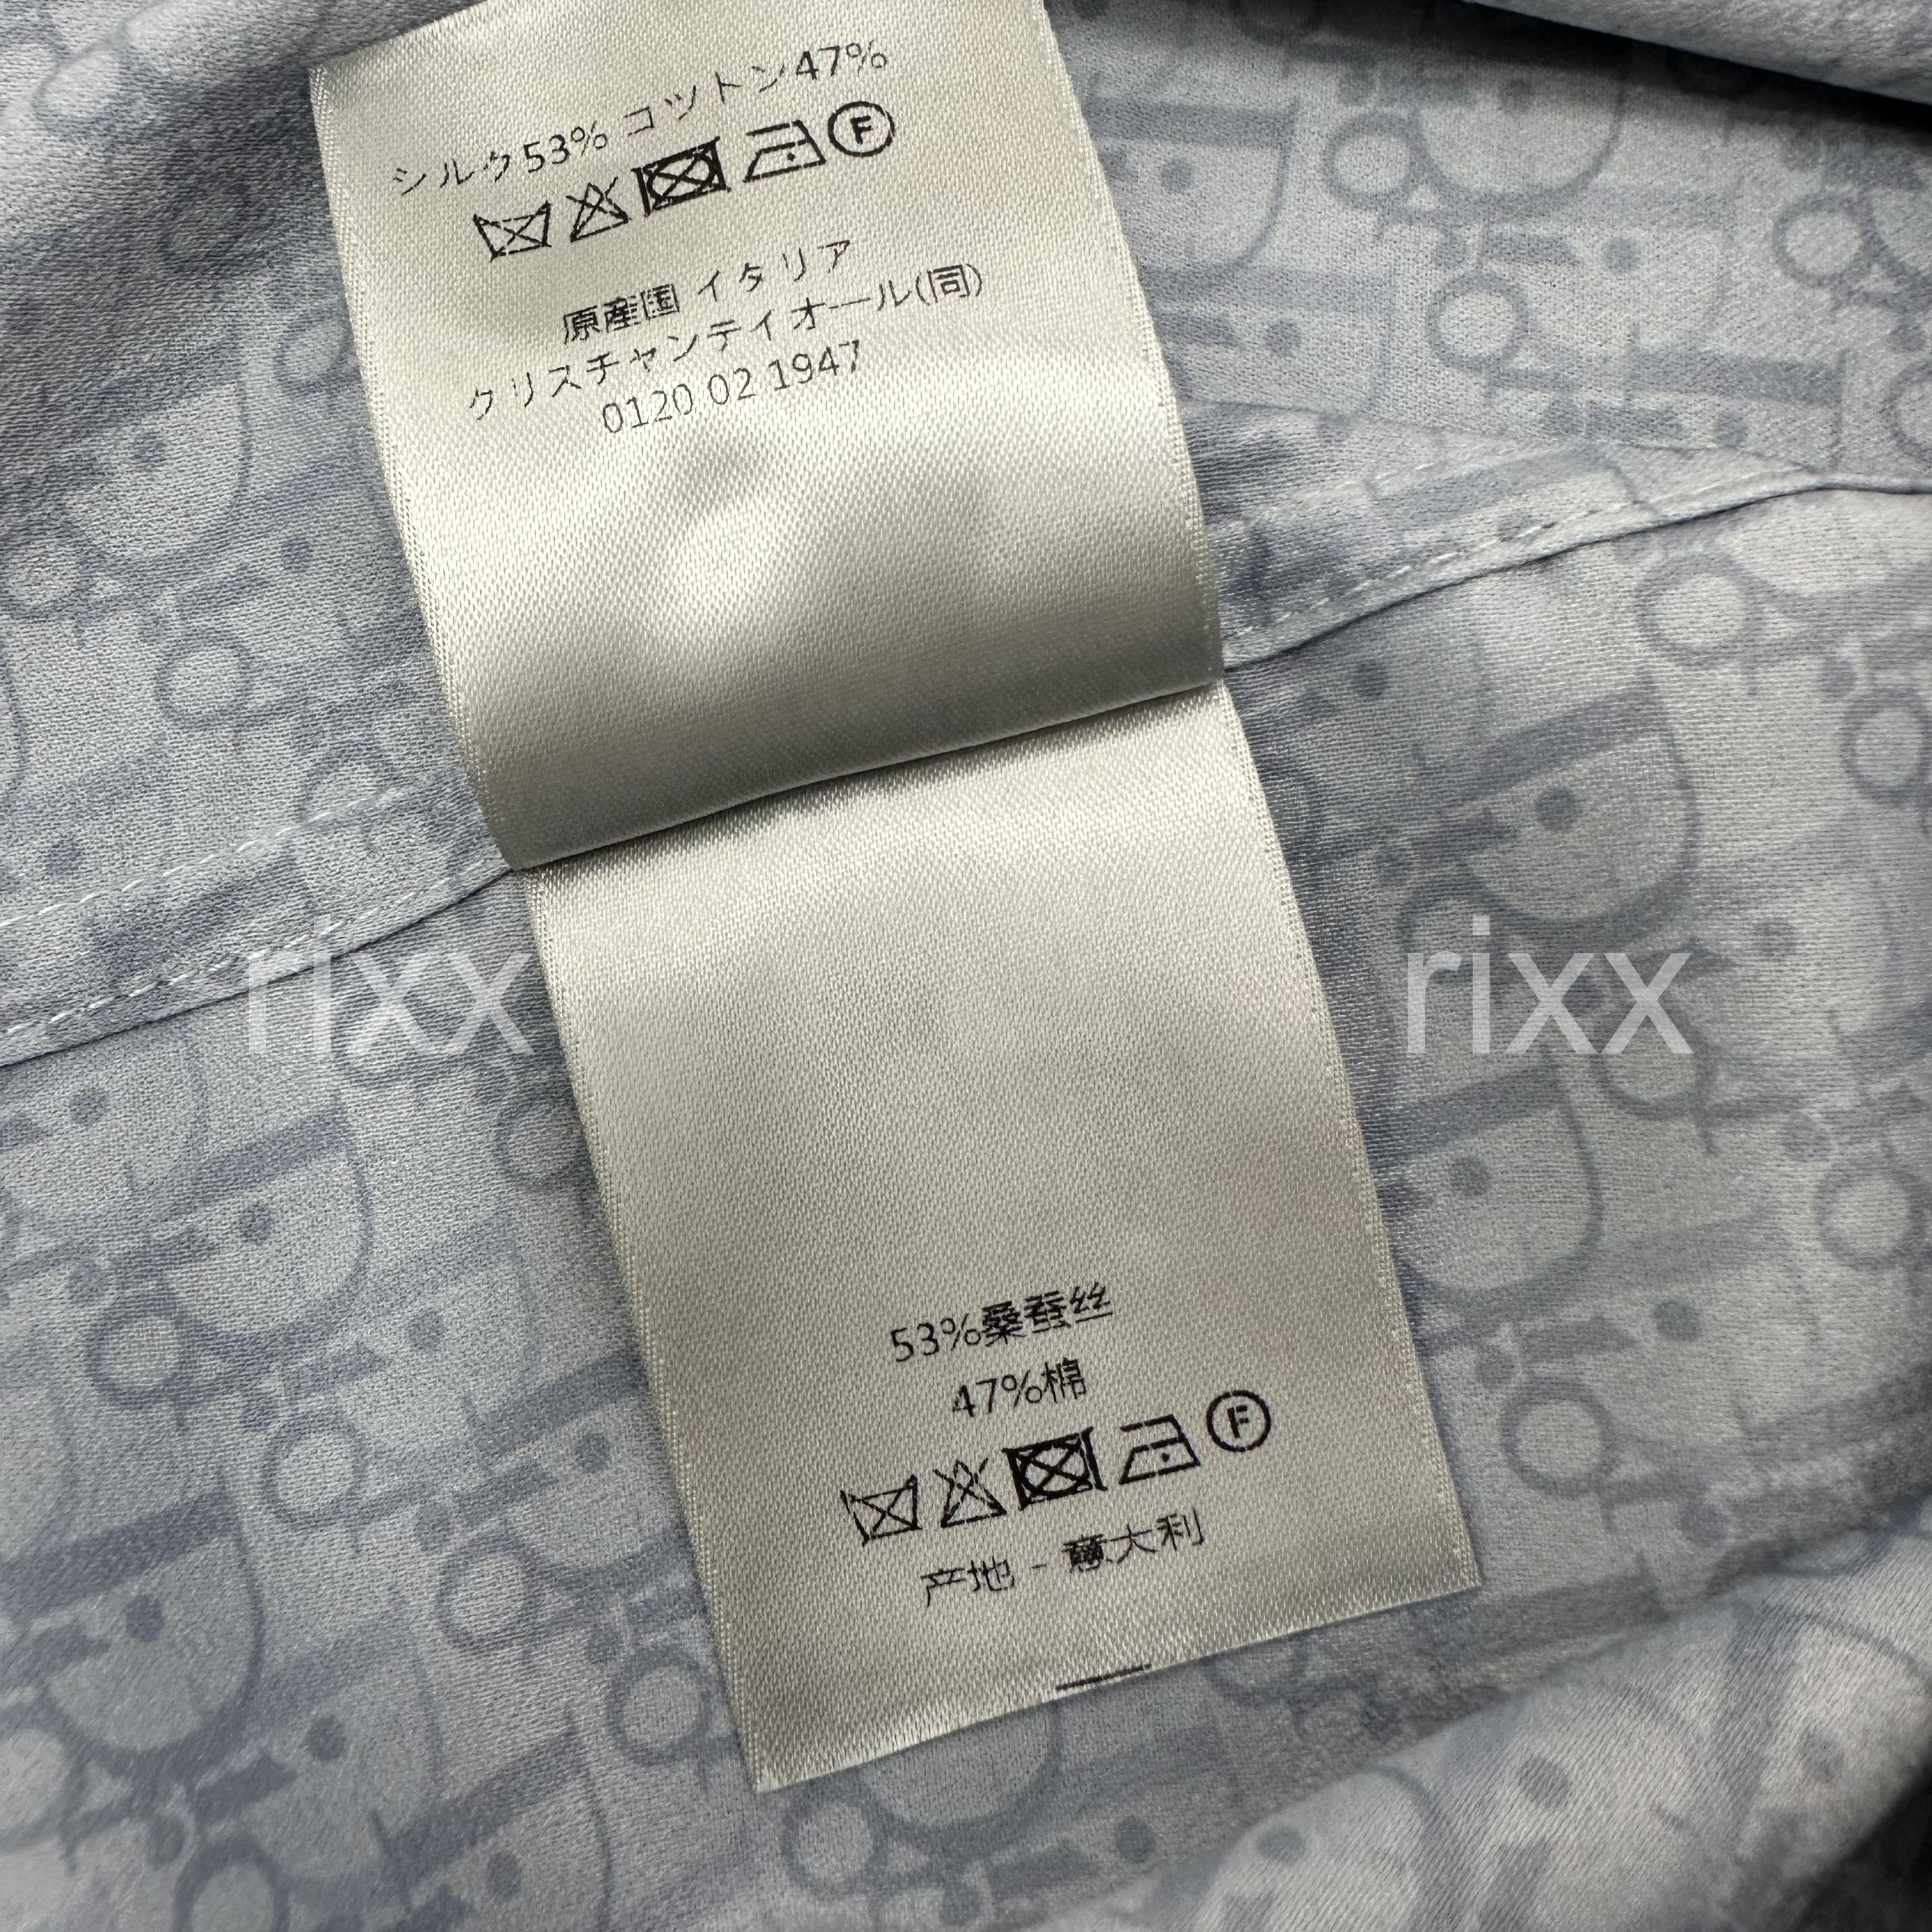 シルク53% コツトン47%
原産国 イタリア
クリスチャンデイオール(同)
0120 02 1947
rixx
rixx
53%桑蚕丝
47%棉
产地 - 意大利